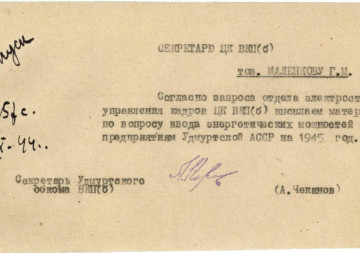 СЕКРЕТАРЮ ЦК ВКП(б)
тов. МАЛЕНКОВУ Г.М.
Согласно запроса отдела электрост
управления кадров ЦК ВКП(б) высылаем матер
по вопросу ввода энергетических мощностей
предприятиям Удмуртской АССР на 1945 год.
Секретарь Удмуртского
обкома ВКП(б)
(А.Чекинов)